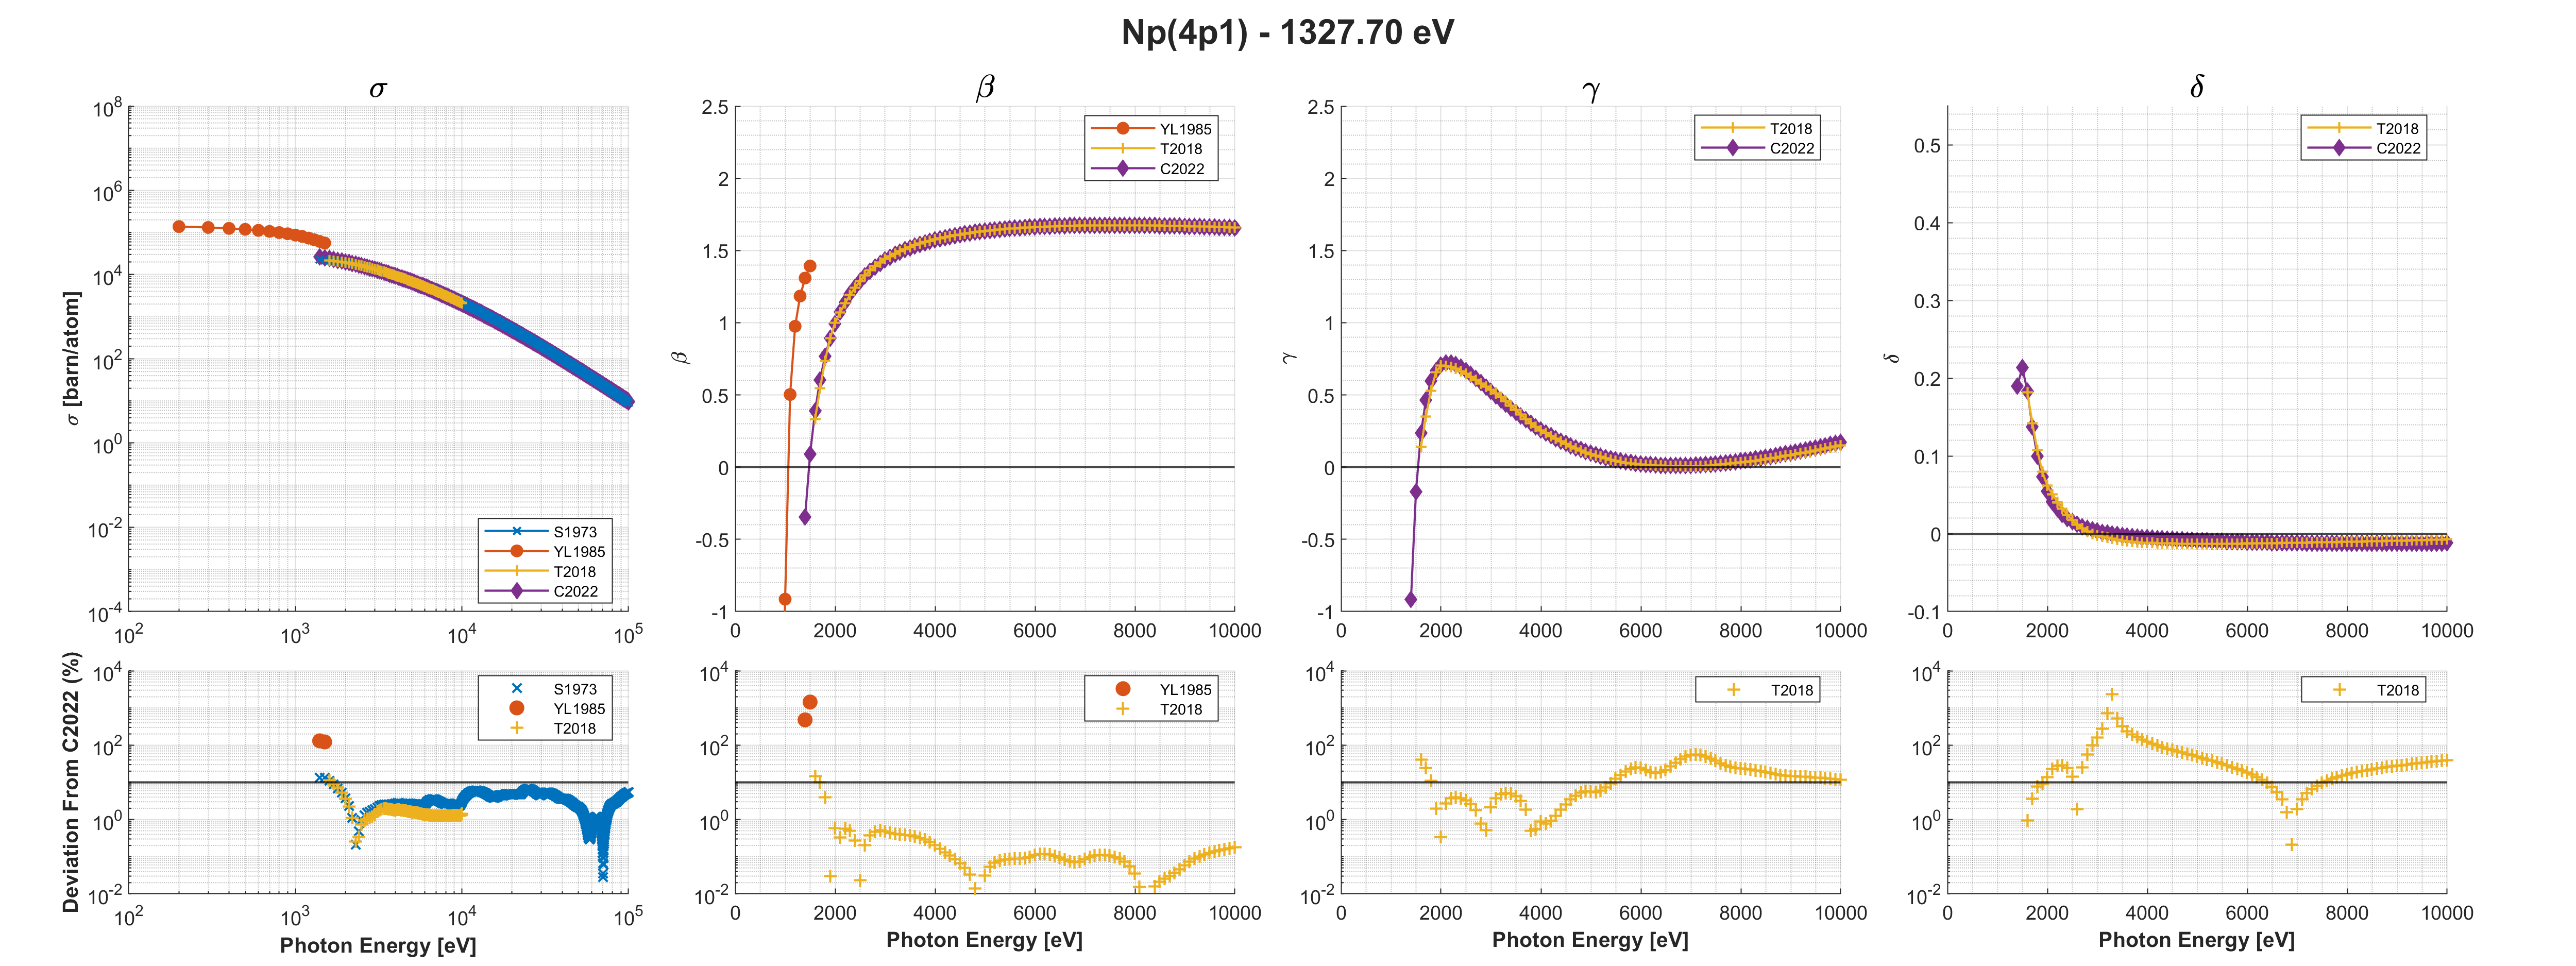 Np(4p1) - 1327.70 eV
σ
σ [barn/atom]
10^8
10^6
10^4
10^2
10^0
10^-2
10^-4
10^2 10^3 10^4 10^5
S1973
YL1985
T2018
C2022
β
β
2.5
2
1.5
1
0.5
0
-0.5
-1
0 2000 4000 6000 8000 10000
YL1985
T2018
C2022
γ
γ
2.5
2
1.5
1
0.5
0
-0.5
-1
0 2000 4000 6000 8000 10000
T2018
C2022
δ
δ
0.5
0.4
0.3
0.2
0.1
0
-0.1
0 2000 4000 6000 8000 10000
T2018
C2022
Deviation From C2022 (%)
10^4
10^2
10^0
10^-2
10^2 10^3 10^4 10^5
Photon Energy [eV]
S1973
YL1985
T2018
10^4
10^2
10^0
10^-2
0 2000 4000 6000 8000 10000
Photon Energy [eV]
YL1985
T2018
10^4
10^2
10^0
10^-2
0 2000 4000 6000 8000 10000
Photon Energy [eV]
T2018
10^4
10^2
10^0
10^-2
0 2000 4000 6000 8000 10000
Photon Energy [eV]
T2018